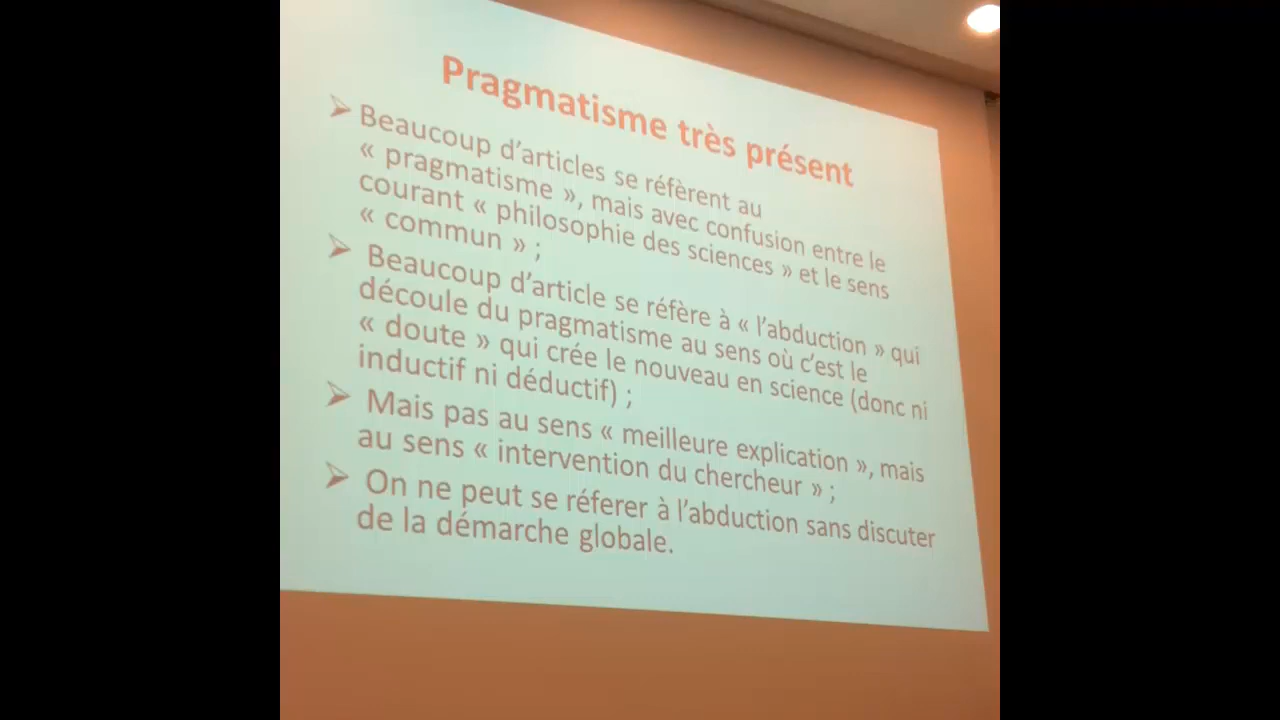 Pragmatisme très présent
➢ Beaucoup d'articles se réfèrent au
« pragmatisme », mais avec confusion entre le
courant « philosophie des sciences » et le sens
« commun » ;
➢ Beaucoup d'article se réfère à « l'abduction » qui
découle du pragmatisme au sens où c'est le
« doute » qui crée le nouveau en science (donc ni
inductif ni déductif) ;
➢ Mais pas au sens « meilleure explication », mais
au sens « intervention du chercheur » ;
➢ On ne peut se réferer à l'abduction sans discuter
de la démarche globale.